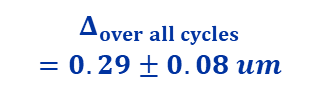 Δover all cycles
= 0.29 ± 0.08 um